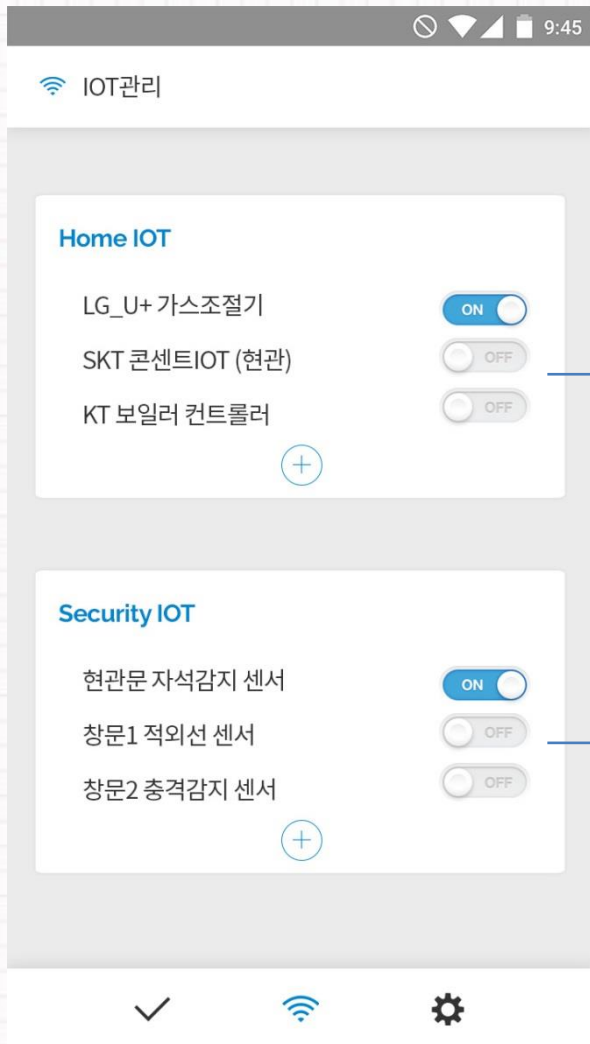 9:45
IOT관리
Home IOT
LG_U+ 가스조절기 ON
SKT 콘센트IOT (현관) OFF
KT 보일러 컨트롤러 OFF
Security IOT
현관문 자석감지 센서 ON
창문1 적외선 센서 OFF
창문2 충격감지 센서 OFF